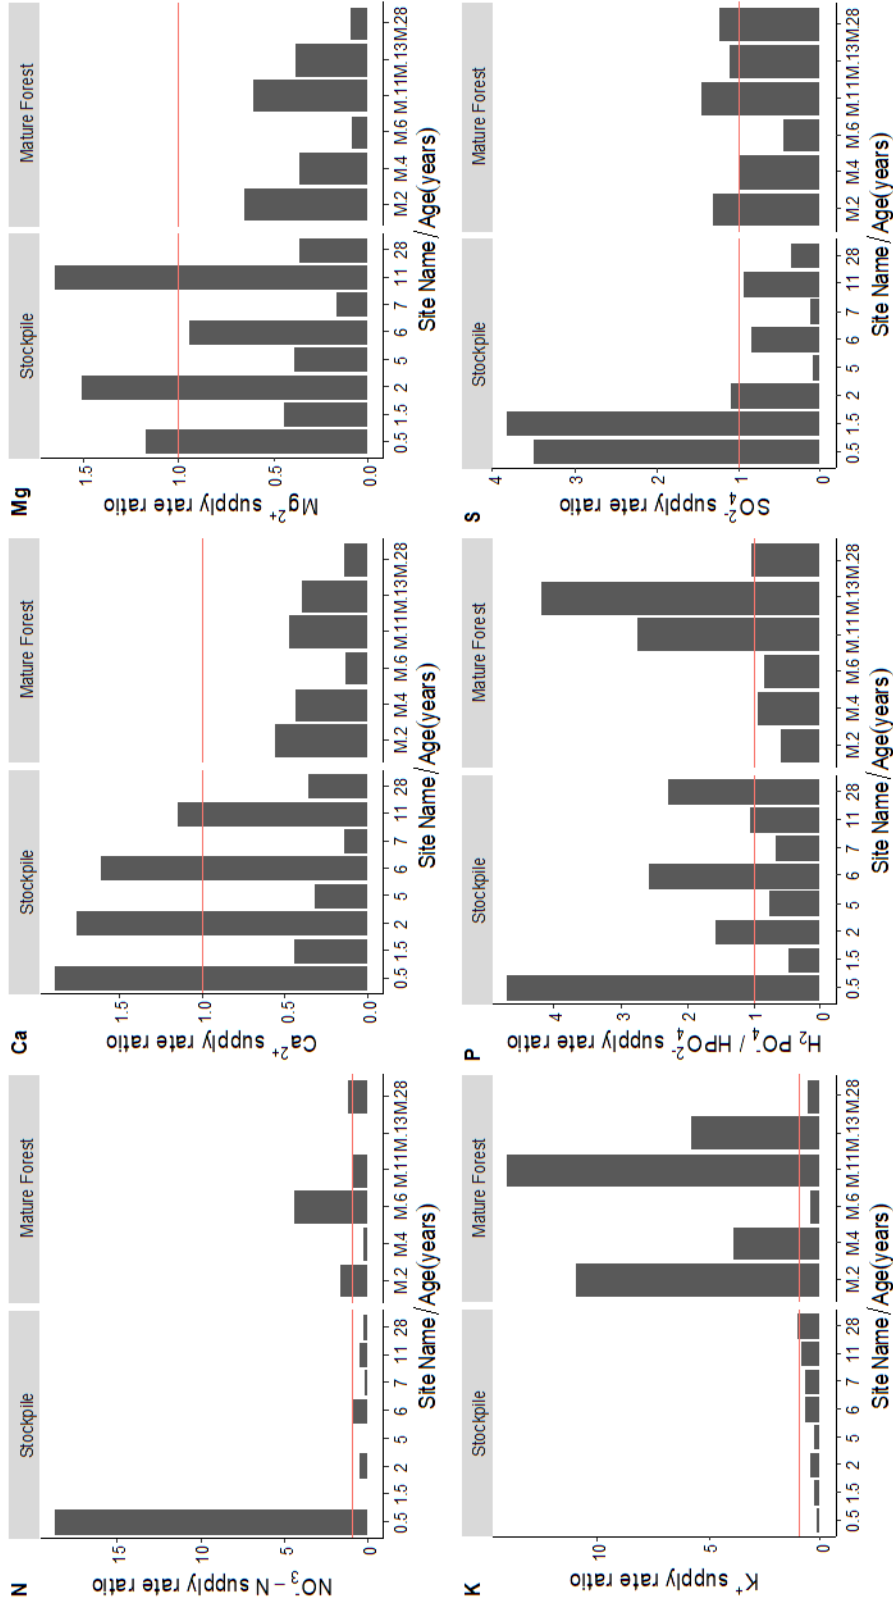 N
NO₃⁻ – N supply rate ratio
15
10
5
0
Stockpile
Mature Forest
0.5 1.5 2 5 6 7 11 28 M.2 M.4 M.6 M.11 M.13 M.28
Site Name / Age(years)
Ca
Ca²⁺ supply rate ratio
1.5
1.0
0.5
0.0
Stockpile
Mature Forest
0.5 1.5 2 5 6 7 11 28 M.2 M.4 M.6 M.11 M.13 M.28
Site Name / Age(years)
Mg
Mg²⁺ supply rate ratio
1.5
1.0
0.5
0.0
Stockpile
Mature Forest
0.5 1.5 2 5 6 7 11 28 M.2 M.4 M.6 M.11 M.13 M.28
Site Name / Age(years)
K
K⁺ supply rate ratio
10
5
0
Stockpile
Mature Forest
0.5 1.5 2 5 6 7 11 28 M.2 M.4 M.6 M.11 M.13 M.28
Site Name / Age(years)
P
H₂PO₄⁻ / HPO₄²⁻ supply rate ratio
4
3
2
1
0
Stockpile
Mature Forest
0.5 1.5 2 5 6 7 11 28 M.2 M.4 M.6 M.11 M.13 M.28
Site Name / Age(years)
S
SO₄²⁻ supply rate ratio
4
3
2
1
0
Stockpile
Mature Forest
0.5 1.5 2 5 6 7 11 28 M.2 M.4 M.6 M.11 M.13 M.28
Site Name / Age(years)